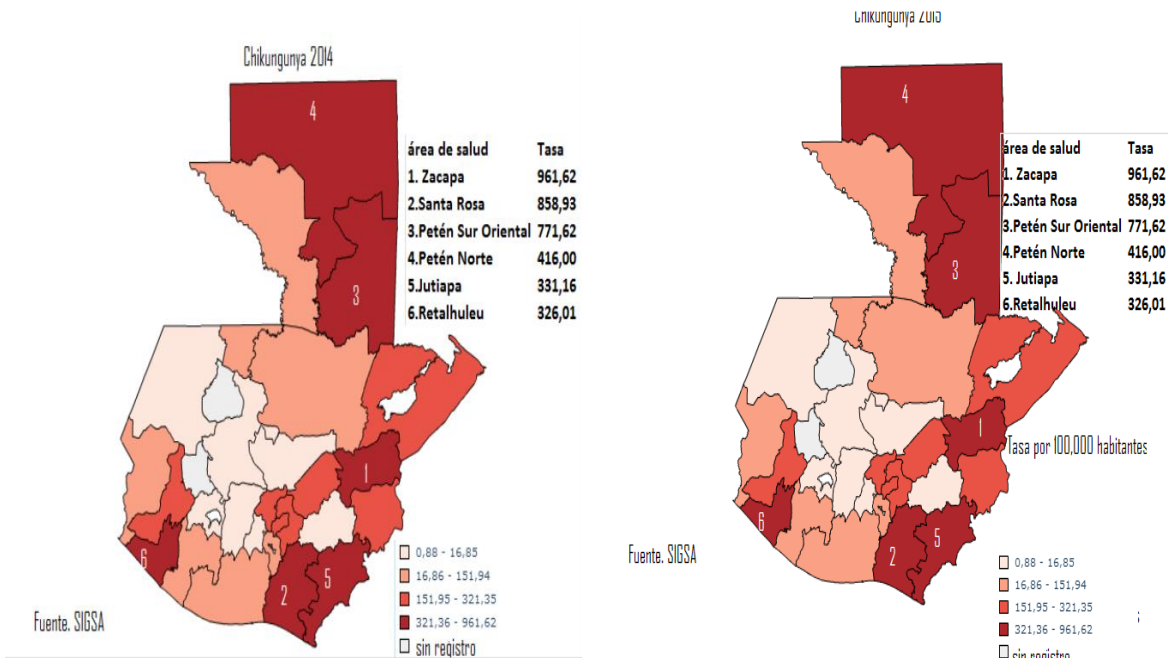 Chikungunya 2014
4
área de salud Tasa
1. Zacapa 961,62
2.Santa Rosa 858,93
3.Petén Sur Oriental 771,62
4.Petén Norte 416,00
5.Jutiapa 331,16
6.Retalhuleu 326,01
3
1
6
2
5
0,88 - 16,85
16,86 - 151,94
151,95 - 321,35
321,36 - 961,62
sin registro
Fuente. SIGSA
Chikungunya 2015
4
área de salud Tasa
1. Zacapa 961,62
2.Santa Rosa 858,93
3.Petén Sur Oriental 771,62
4.Petén Norte 416,00
5. Jutiapa 331,16
6.Retalhuleu 326,01
3
1
Tasa por 100,000 habitantes
6
2
5
Fuente. SIGSA
0,88 - 16,85
16,86 - 151,94
151,95 - 321,35
321,36 - 961,62
sin registro